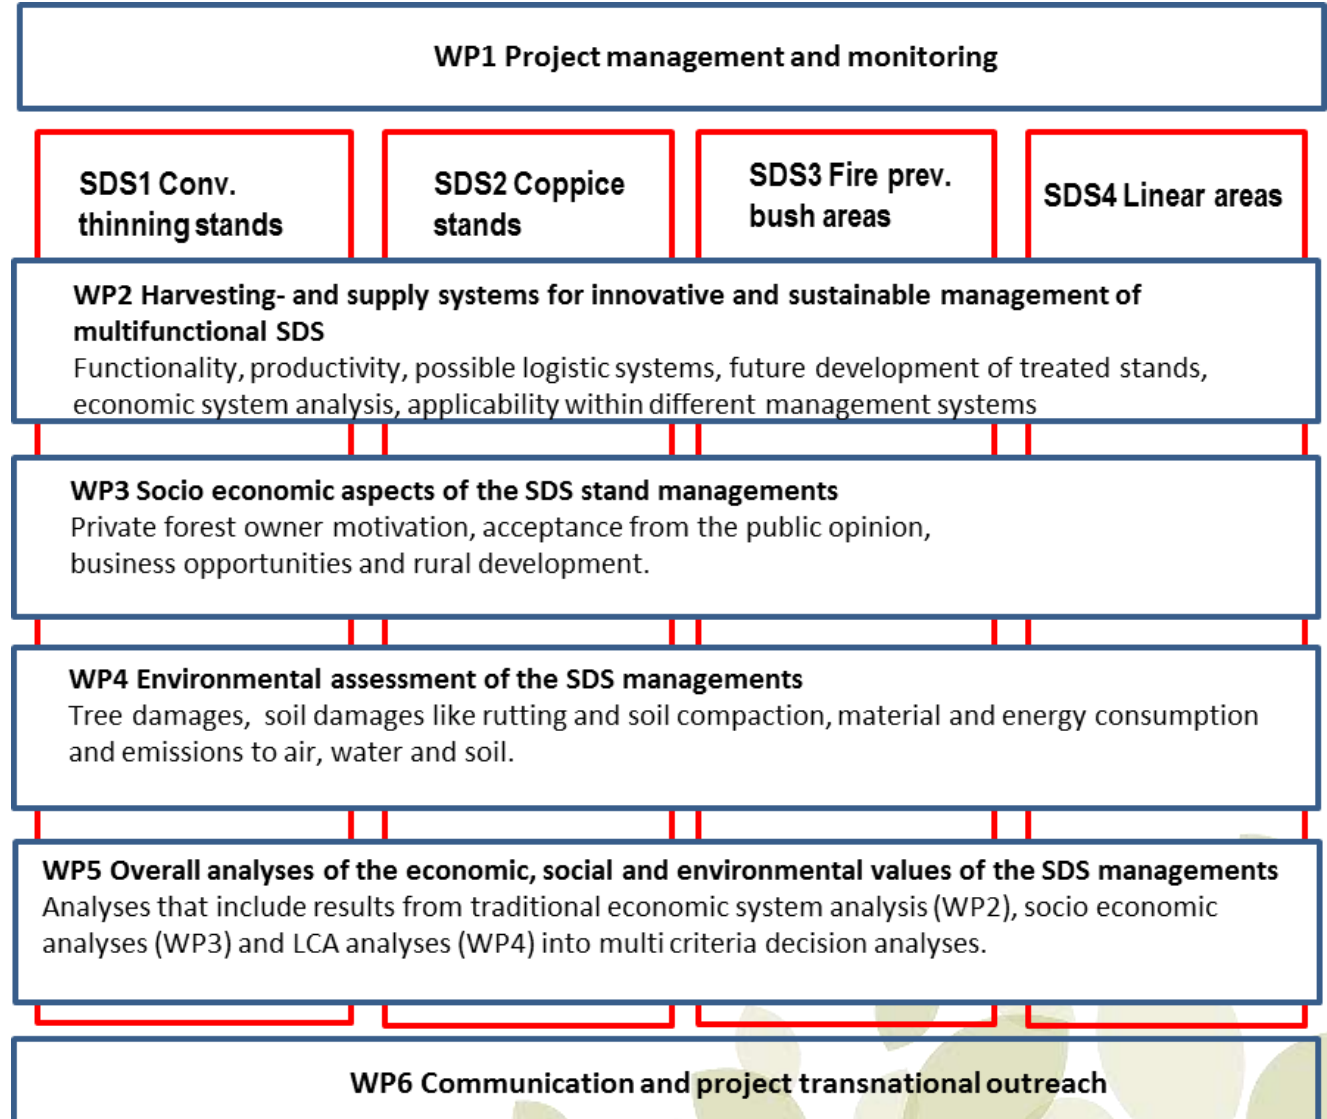 WP1 Project management and monitoring
SDS1 Conv.
thinning stands
SDS2 Coppice
stands
SDS3 Fire prev.
bush areas
SDS4 Linear areas
WP2 Harvesting- and supply systems for innovative and sustainable management of
multifunctional SDS
Functionality, productivity, possible logistic systems, future development of treated stands,
economic system analysis, applicability within different management systems
WP3 Socio economic aspects of the SDS stand managements
Private forest owner motivation, acceptance from the public opinion,
business opportunities and rural development.
WP4 Environmental assessment of the SDS managements
Tree damages, soil damages like rutting and soil compaction, material and energy consumption
and emissions to air, water and soil.
WP5 Overall analyses of the economic, social and environmental values of the SDS managements
Analyses that include results from traditional economic system analysis (WP2), socio economic
analyses (WP3) and LCA analyses (WP4) into multi criteria decision analyses.
WP6 Communication and project transnational outreach